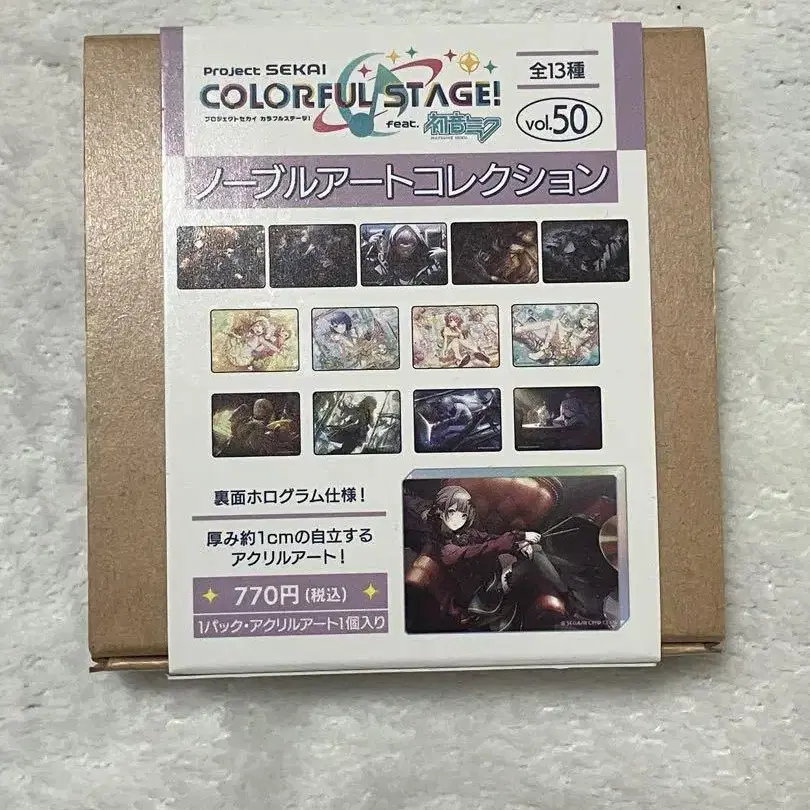 Project SEKAI
COLORFUL STAGE!
プロジェクトセカイ カラフルステージ!
feat. 初音ミク
HATSUNE MIKU
全13種
vol.50
ノーブルアートコレクション
裏面ホログラム仕様!
厚み約1cmの自立する
アクリルアート!
770円(税込)
1パック・アクリルアート1個入り